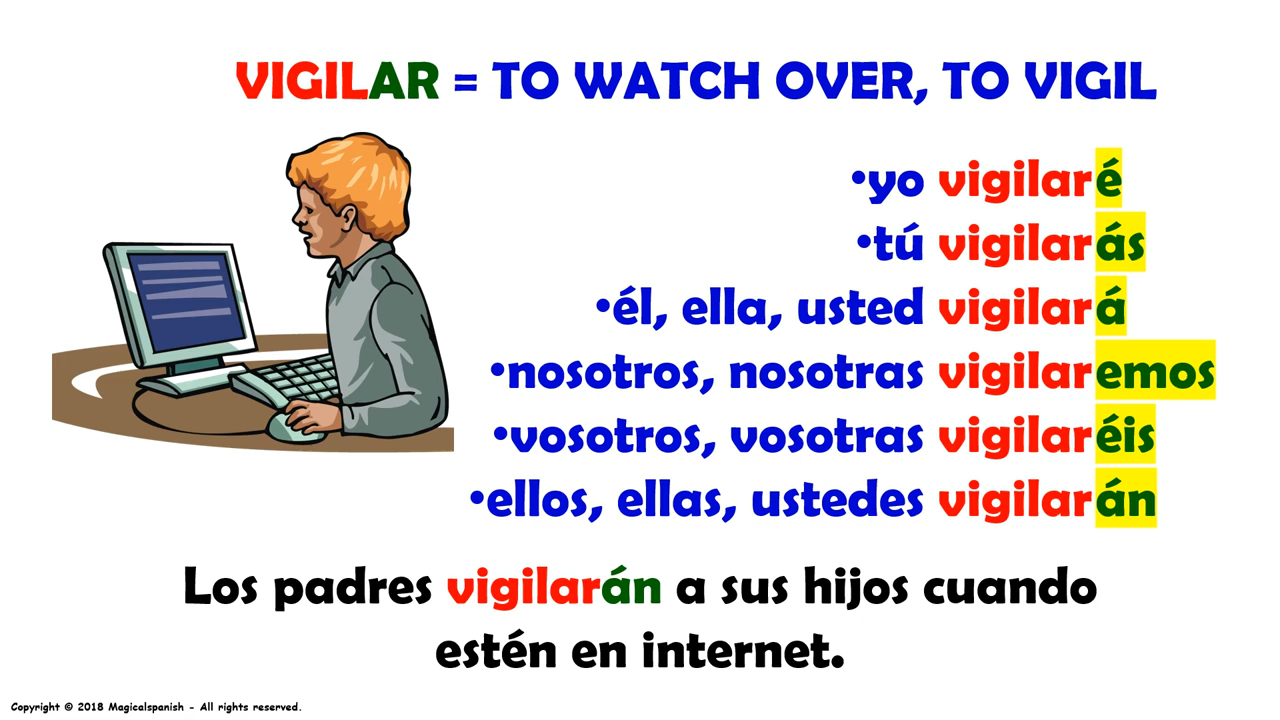 VIGILAR = TO WATCH OVER, TO VIGIL
•yo vigilaré
•tú vigilarás
•él, ella, usted vigilará
•nosotros, nosotras vigilaremos
•vosotros, vosotras vigilaréis
•ellos, ellas, ustedes vigilarán
Los padres vigilarán a sus hijos cuando
estén en internet.
Copyright © 2018 Magicalspanish - All rights reserved.